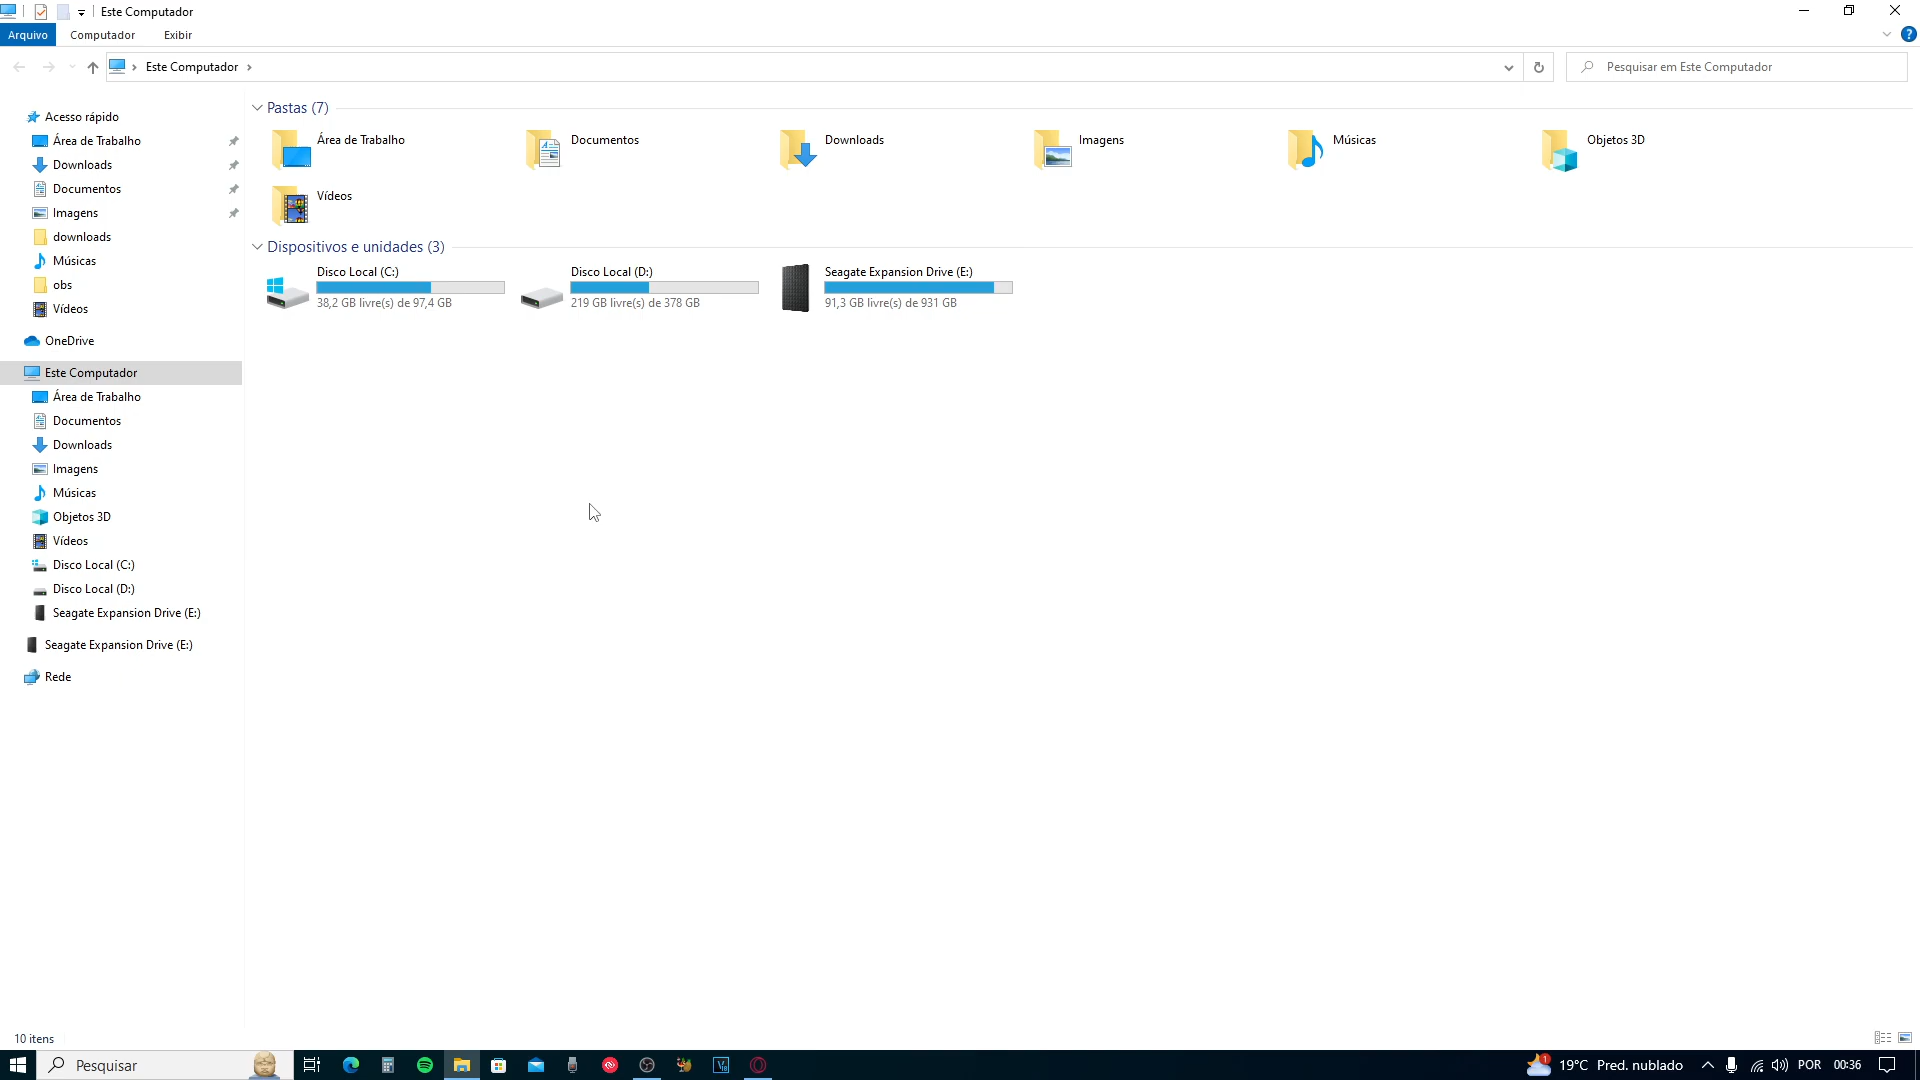 Este Computador
Arquivo
Computador
Exibir
?
Este Computador
Pesquisar em Este Computador
Acesso rápido
Área de Trabalho
Downloads
Documentos
Imagens
downloads
Músicas
obs
Vídeos
OneDrive
Este Computador
Área de Trabalho
Documentos
Downloads
Imagens
Músicas
Objetos 3D
Vídeos
Disco Local (C:)
Disco Local (D:)
Seagate Expansion Drive (E:)
Seagate Expansion Drive (E:)
Rede
Pastas (7)
Área de Trabalho
Documentos
Downloads
Imagens
Músicas
Objetos 3D
Vídeos
Dispositivos e unidades (3)
Disco Local (C:)
38,2 GB livre(s) de 97,4 GB
Disco Local (D:)
219 GB livre(s) de 378 GB
Seagate Expansion Drive (E:)
91,3 GB livre(s) de 931 GB
10 itens
Pesquisar
1
19°C Pred. nublado
POR
00:36